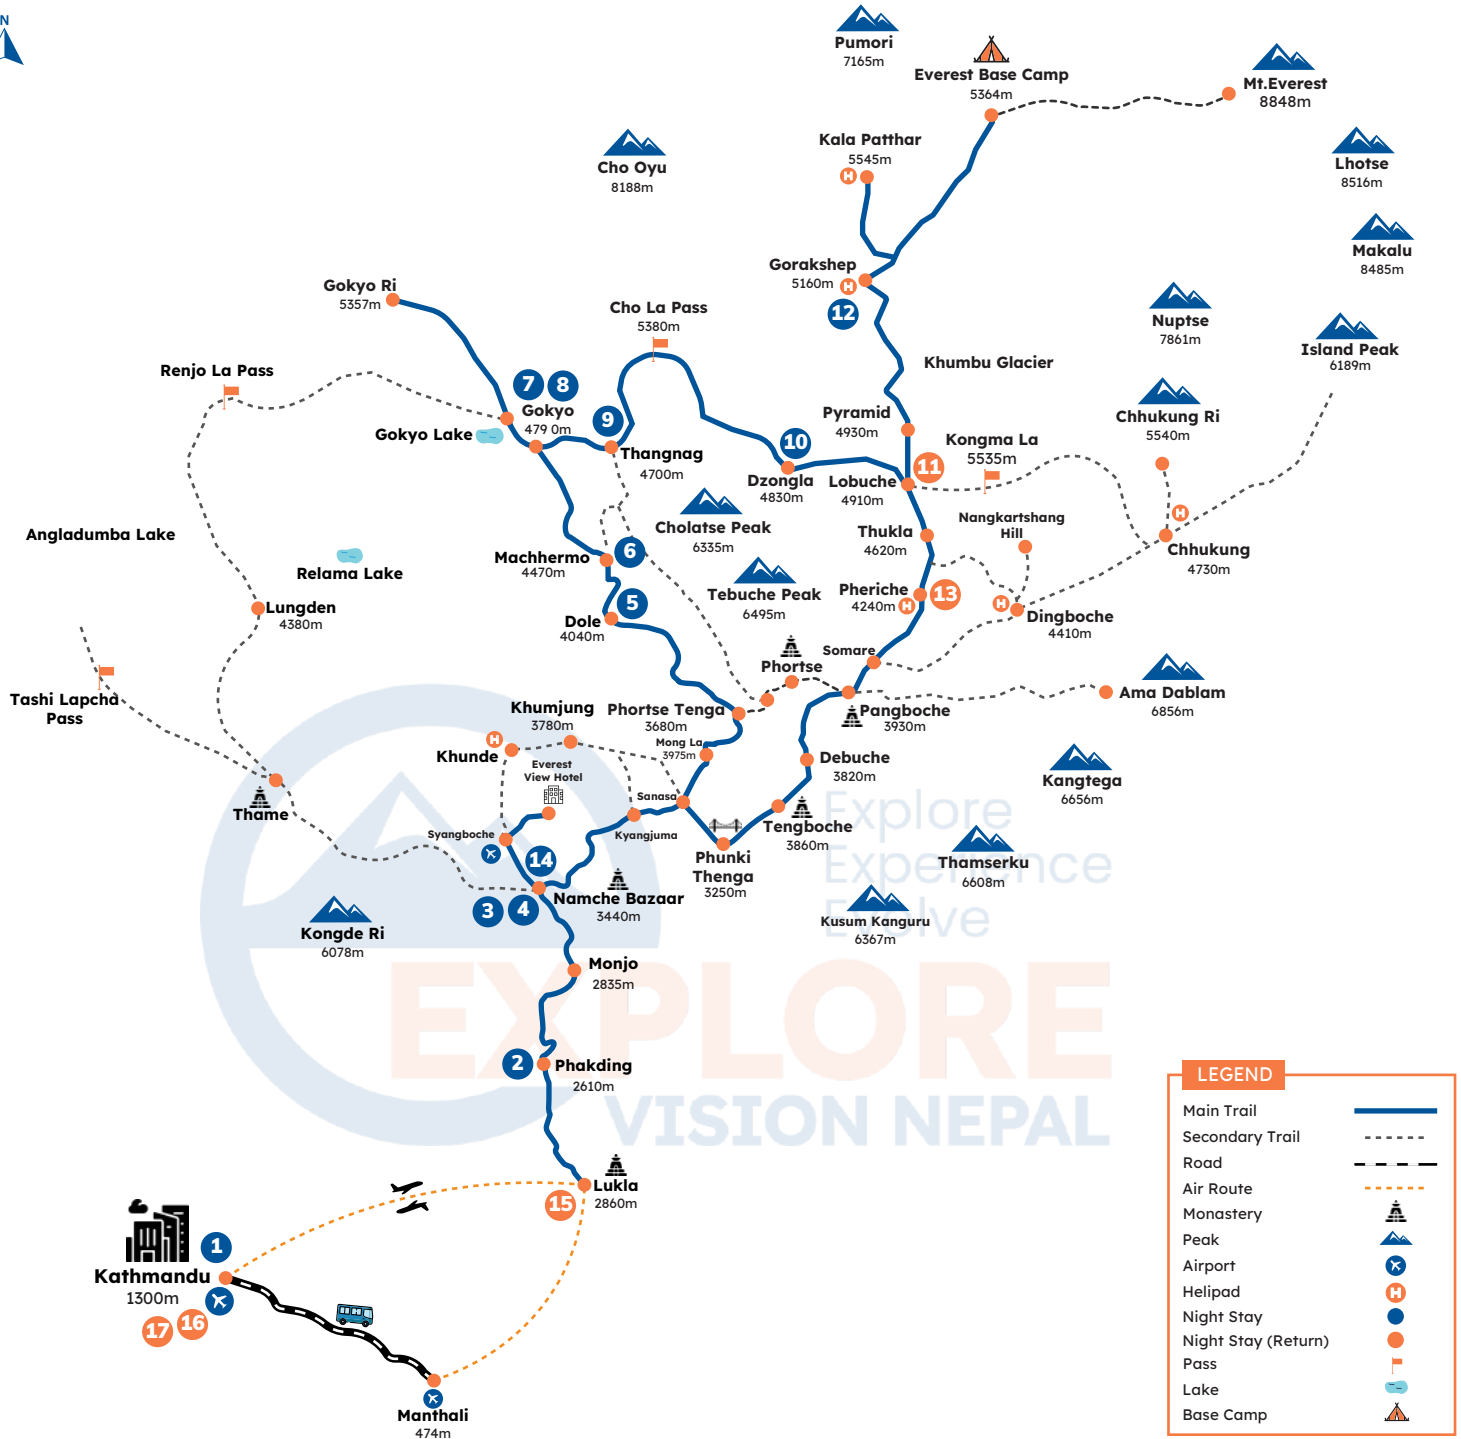 N
Pumori
7165m
Everest Base Camp
5364m
Mt.Everest
8848m
Kala Patthar
5545m
H
Cho Oyu
8188m
Lhotse
8516m
Makalu
8485m
Gorakshep
5160m
H
12
Gokyo Ri
5357m
Cho La Pass
5380m
Nuptse
7861m
Island Peak
6189m
Khumbu Glacier
Renjo La Pass
7
8
Gokyo
479 0m
9
Gokyo Lake
Thangnag
4700m
Pyramid
4930m
Chhukung Ri
5540m
10
Dzongla
4830m
Lobuche
4910m
11
Kongma La
5535m
Cholatse Peak
6335m
Nangkartshang
Hill
H
Chhukung
4730m
Thukla
4620m
Angladumba Lake
Relama Lake
Machhermo
4470m
6
Tebuche Peak
6495m
Pheriche
4240m
H
13
H
Dingboche
4410m
Lungden
4380m
Dole
4040m
5
Somare
Phortse
Tashi Lapcha
Pass
Ama Dablam
6856m
Khumjung
3780m
Phortse Tenga
3680m
Pangboche
3930m
H
Khunde
Mong La
3975m
Everest
View Hotel
Debuche
3820m
Kangtega
6656m
Sanasa
Thame
Syangboche
Kyangjuma
Tengboche
3860m
Explore
Experience
Evolve
Phunki
Thenga
3250m
Thamserku
6608m
14
3
4
Namche Bazaar
3440m
Kusum Kanguru
6367m
Kongde Ri
6078m
Monjo
2835m
EXPLORE
VISION NEPAL
2
Phakding
2610m
Lukla
2860m
15
1
Kathmandu
1300m
17
16
Manthali
474m
LEGEND
Main Trail
Secondary Trail
Road
Air Route
Monastery
Peak
Airport
Helipad
H
Night Stay
Night Stay (Return)
Pass
Lake
Base Camp